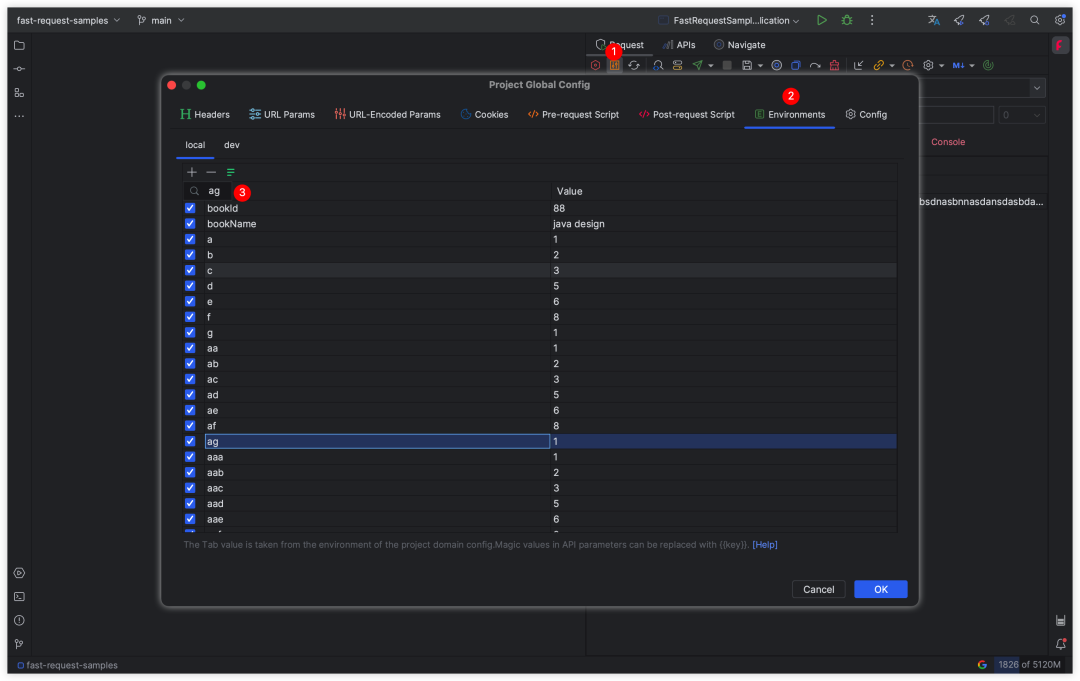 fast-request-samples
main
FastRequestSampl...lication
Request
APIs
Navigate
1
M↓
Project Global Config
2
Headers
URL Params
URL-Encoded Params
Cookies
Pre-request Script
Post-request Script
Environments
Config
0
Console
local
dev
ag
3
Value
bookId 88
bookName java design
a 1
b 2
c 3
d 5
e 6
f 8
g 1
aa 1
ab 2
ac 3
ad 5
ae 6
af 8
ag 1
aaa 1
aab 2
aac 3
aad 5
aae 6
bsdnasbnnasdansdasbda...
The Tab value is taken from the environment of the project domain config.Magic values in API parameters can be replaced with {{key}}. [Help]
Cancel
OK
fast-request-samples
1826 of 5120M